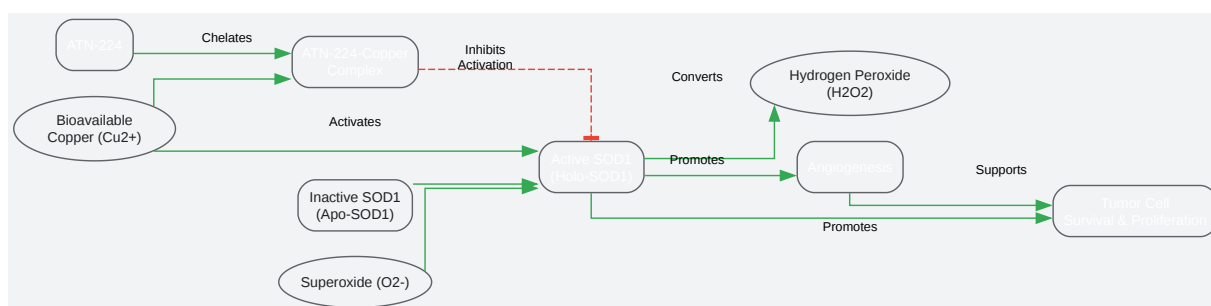 ATN-224
Chelates
ATN-224-Copper
Complex
Inhibits
Activation
Converts
Hydrogen Peroxide
(H2O2)
Bioavailable
Copper (Cu2+)
Activates
Active SOD1
(Holo-SOD1)
Promotes
Angiogenesis
Supports
Inactive SOD1
(Apo-SOD1)
Tumor Cell
Survival & Proliferation
Promotes
Superoxide (O2-)